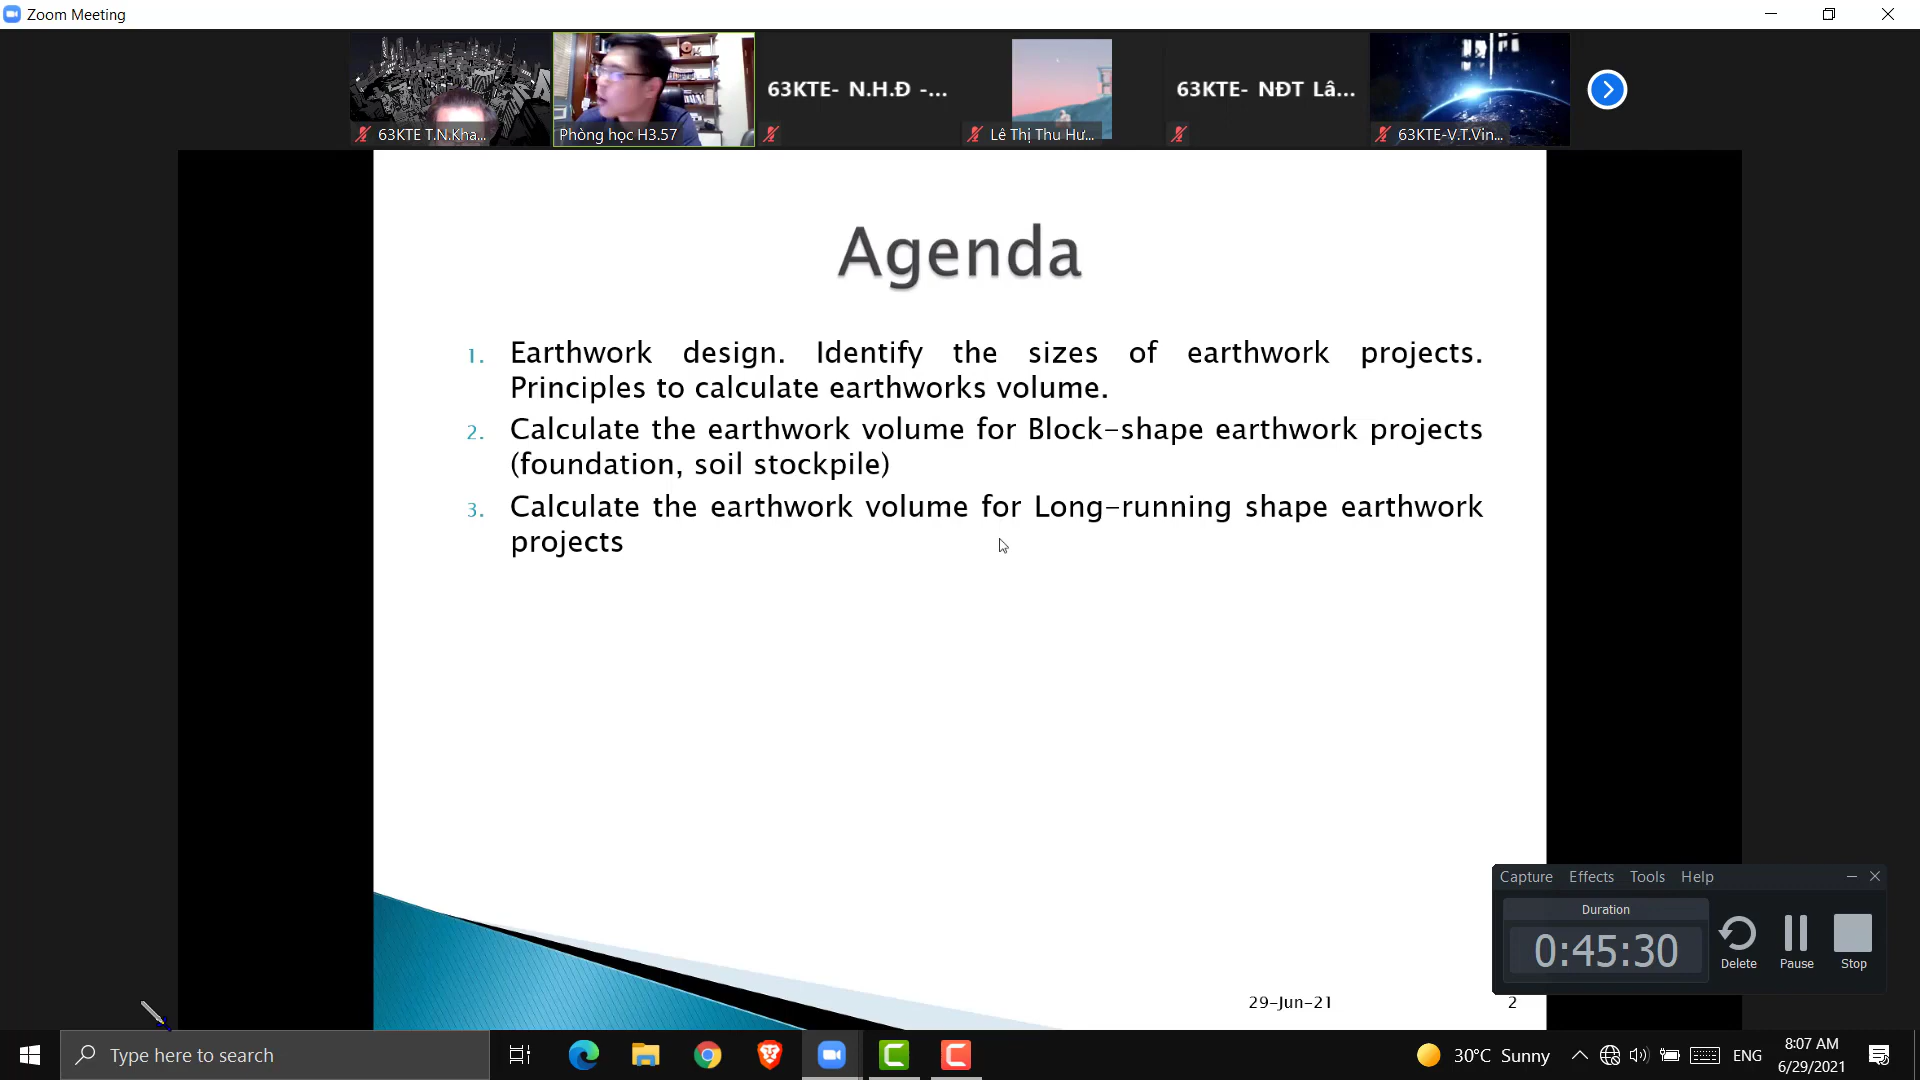 Zoom Meeting
63KTE T.N.Kha...
Phòng học H3.57
63KTE- N.H.Đ -...
Lê Thị Thu Hư...
63KTE- NĐT Lâ...
63KTE-V.T.Vin...
Agenda
1. Earthwork design. Identify the sizes of earthwork projects.
Principles to calculate earthworks volume.
2. Calculate the earthwork volume for Block-shape earthwork projects
(foundation, soil stockpile)
3. Calculate the earthwork volume for Long-running shape earthwork
projects
29-Jun-21
2
Capture Effects Tools Help
Duration
0:45:30
Delete Pause Stop
Type here to search
30°C Sunny
ENG
8:07 AM
6/29/2021